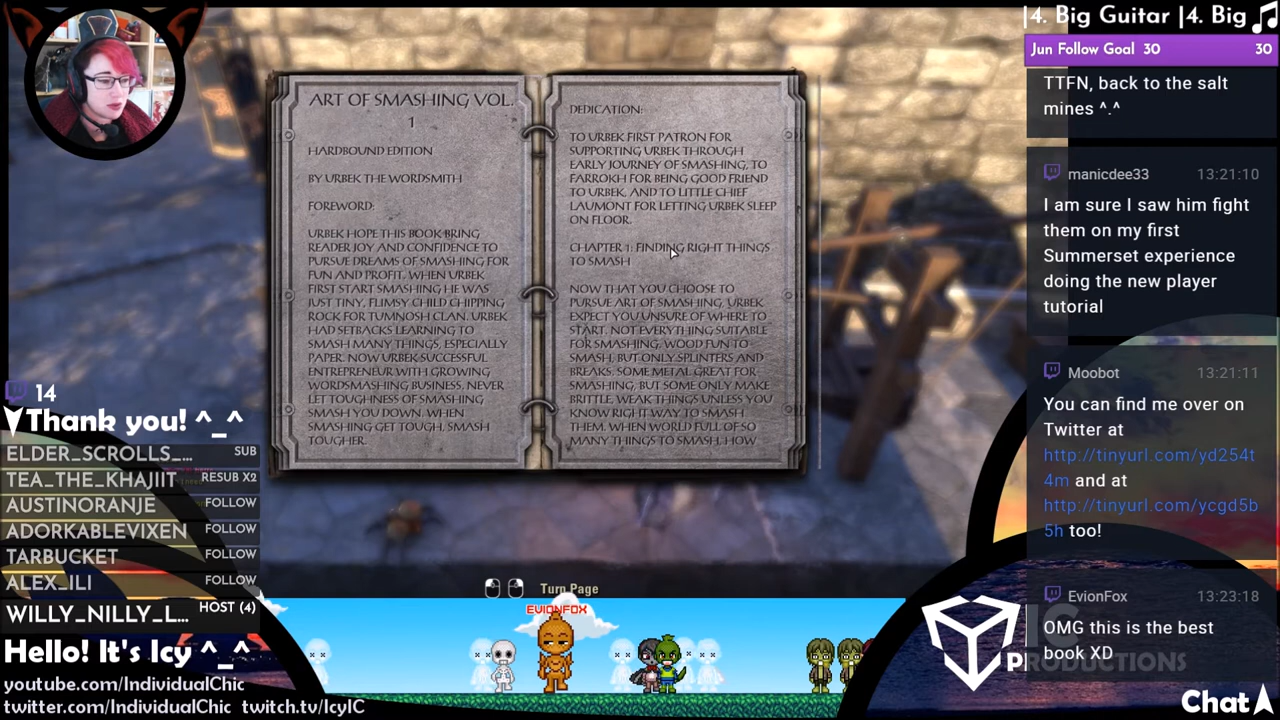 |4. Big Guitar |4. Big
Jun Follow Goal 30
30
TTFN, back to the salt
mines ^.^
manicdee33 13:21:10
I am sure I saw him fight
them on my first
Summerset experience
doing the new player
tutorial
Moobot 13:21:11
You can find me over on
Twitter at
http://tinyurl.com/yd254t
4m and at
http://tinyurl.com/ycgd5b
5h too!
EvionFox 13:23:18
OMG this is the best
book XD
Chat
ART OF SMASHING VOL.
1
HARDBOUND EDITION
BY URBEK THE WORDSMITH
FOREWORD:
URBEK HOPE THIS BOOK BRING
READER JOY AND CONFIDENCE TO
PURSUE DREAMS OF SMASHING FOR
FUN AND PROFIT. WHEN URBEK
FIRST START SMASHING HE WAS
JUST TINY, FLIMSY CHILD CHIPPING
ROCK FOR LUMNOSH CLAN. URBEK
HAD SETBACKS LEARNING TO
SMASH MANY THINGS, ESPECIALLY
PAPER. NOW URBEK SUCCESSFUL
ENTREPRENEUR WITH GROWING
WORDSMASHING BUSINESS. NEVER
LET TOUGHNESS OF SMASHING
SMASH YOU DOWN. WHEN
SMASHING GET TOUGH, SMASH
TOUGHER.
DEDICATION:
TO URBEK FIRST PATRON FOR
SUPPORTING URBEK THROUGH
EARLY JOURNEY OF SMASHING, TO
FARROKH FOR BEING GOOD FRIEND
TO URBEK, AND TO LITTLE CHIEF
LAUMONT FOR LETTING URBEK SLEEP
ON FLOOR.
CHAPTER 1: FINDING RIGHT THINGS
TO SMASH
NOW THAT YOU CHOOSE TO
PURSUE ART OF SMASHING, URBEK
EXPECT YOU UNSURE OF WHERE TO
START. NOT EVERYTHING SUITABLE
FOR SMASHING. WOOD FUN TO
SMASH, BUT ONLY SPLINTERS AND
BREAKS. SOME METAL GREAT FOR
SMASHING, BUT SOME ONLY MAKE
BRITTLE, WEAK THINGS UNLESS YOU
KNOW RIGHT WAY TO SMASH
THEM. WHEN WORLD FULL OF SO
MANY THINGS TO SMASH, HOW
Turn Page
14
Thank you! ^_^
ELDER_SCROLLS_... SUB
TEA_THE_KHAJIIT RESUB X2
AUSTINORANJE FOLLOW
ADORKABLEVIXEN FOLLOW
TARBUCKET FOLLOW
ALEX_ILI FOLLOW
WILLY_NILLY_L... HOST (4)
Hello! It's Icy ^_^
youtube.com/IndividualChic
twitter.com/IndividualChic twitch.tv/IcyIC
EVIONFOX
IC
PRODUCTIONS